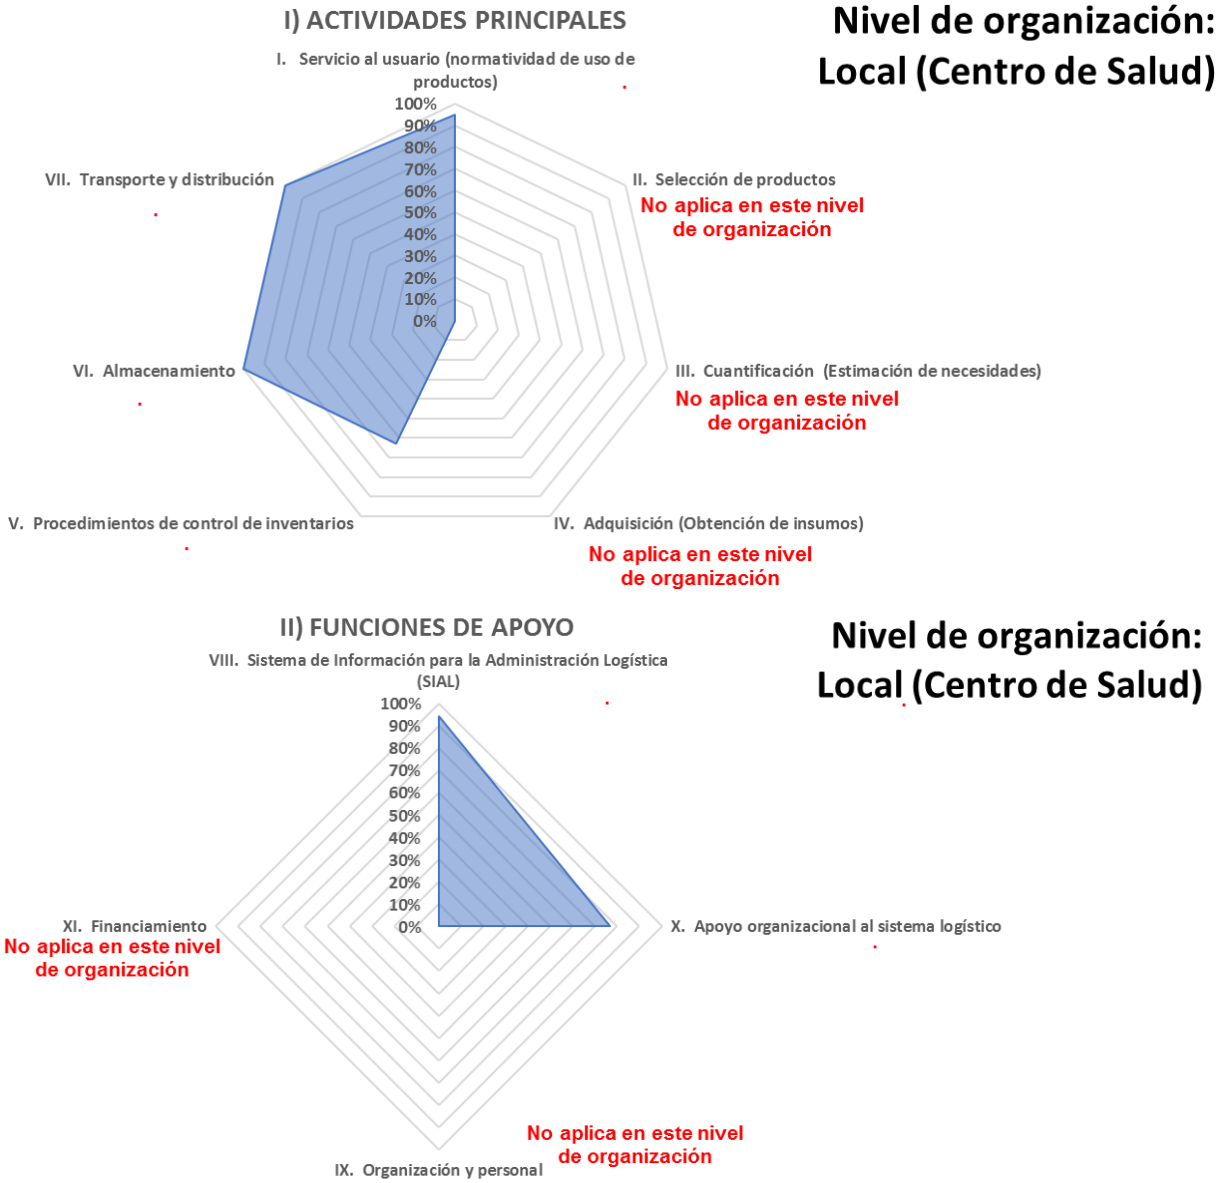 I) ACTIVIDADES PRINCIPALES
Nivel de organización:
Local (Centro de Salud)
I. Servicio al usuario (normatividad de uso de
productos)
100%
90%
80%
70%
60%
50%
40%
30%
20%
10%
0%
VII. Transporte y distribución
II. Selección de productos
No aplica en este nivel
de organización
VI. Almacenamiento
III. Cuantificación (Estimación de necesidades)
No aplica en este nivel
de organización
V. Procedimientos de control de inventarios
IV. Adquisición (Obtención de insumos)
No aplica en este nivel
de organización
II) FUNCIONES DE APOYO
Nivel de organización:
Local (Centro de Salud)
VIII. Sistema de Información para la Administración Logística
(SIAL)
100%
90%
80%
70%
60%
50%
40%
30%
20%
10%
0%
XI. Financiamiento
No aplica en este nivel
de organización
X. Apoyo organizacional al sistema logístico
No aplica en este nivel
de organización
IX. Organización y personal